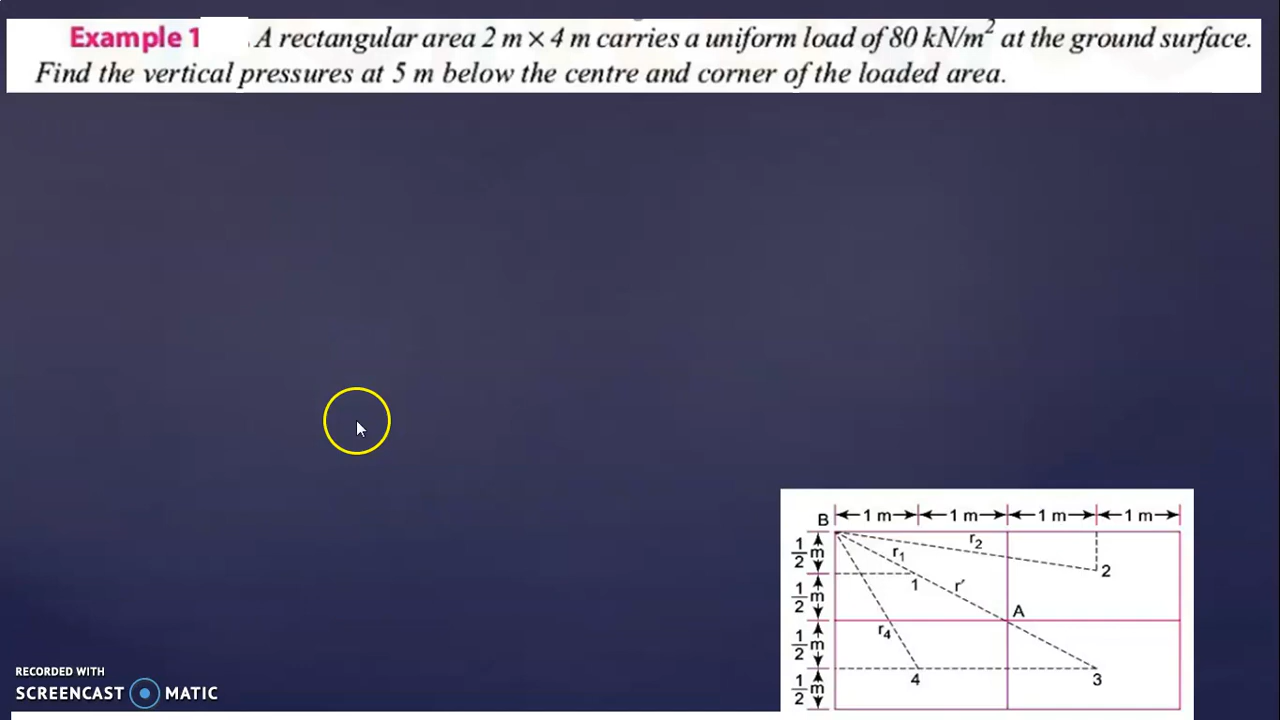 Example 1 . A rectangular area 2 m × 4 m carries a uniform load of 80 kN/m² at the ground surface.
Find the vertical pressures at 5 m below the centre and corner of the loaded area.
B 1 m 1 m 1 m 1 m
1/2 m
r₂
r₁
2
1/2 m
1
r′
A
1/2 m
r₄
4
3
1/2 m
RECORDED WITH
SCREENCAST MATIC